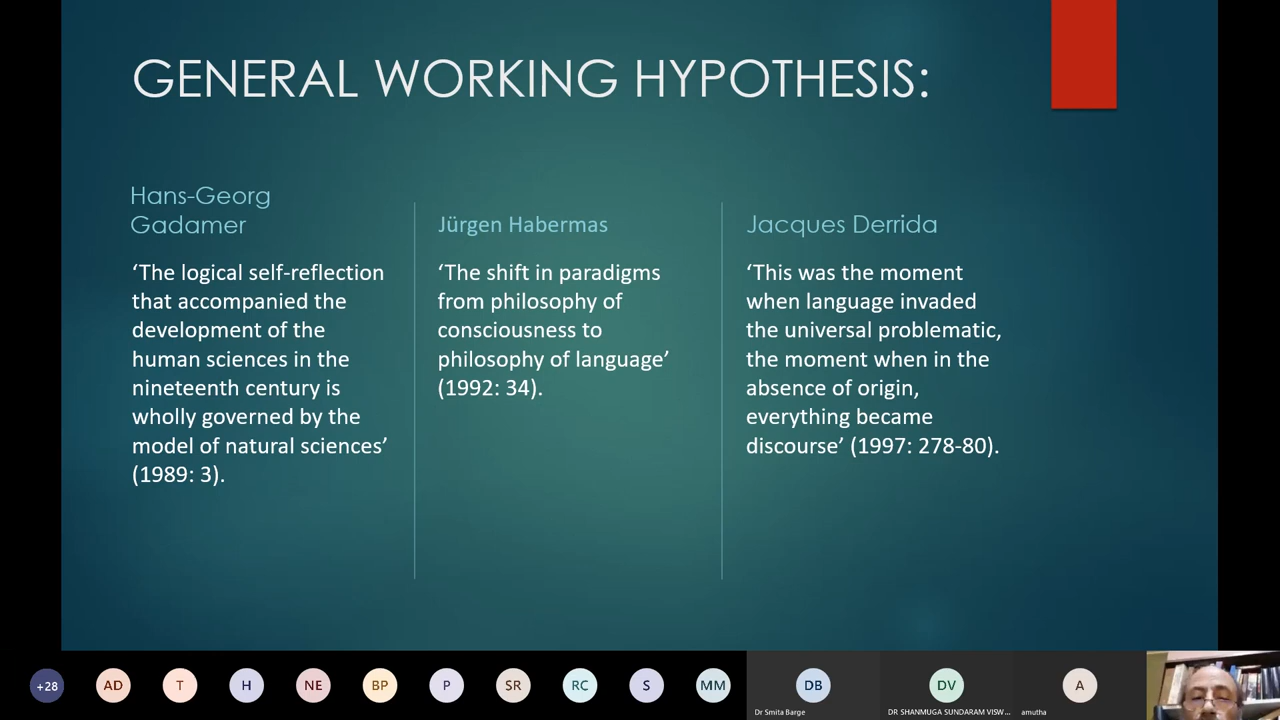 GENERAL WORKING HYPOTHESIS:
Hans-Georg
Gadamer
‘The logical self-reflection
that accompanied the
development of the
human sciences in the
nineteenth century is
wholly governed by the
model of natural sciences’
(1989: 3).
Jürgen Habermas
‘The shift in paradigms
from philosophy of
consciousness to
philosophy of language’
(1992: 34).
Jacques Derrida
‘This was the moment
when language invaded
the universal problematic,
the moment when in the
absence of origin,
everything became
discourse’ (1997: 278-80).
+28
AD
T
H
NE
BP
P
SR
RC
S
MM
DB
Dr Smita Barge
DV
DR SHANMUGA SUNDARAM VISW...
A
amutha